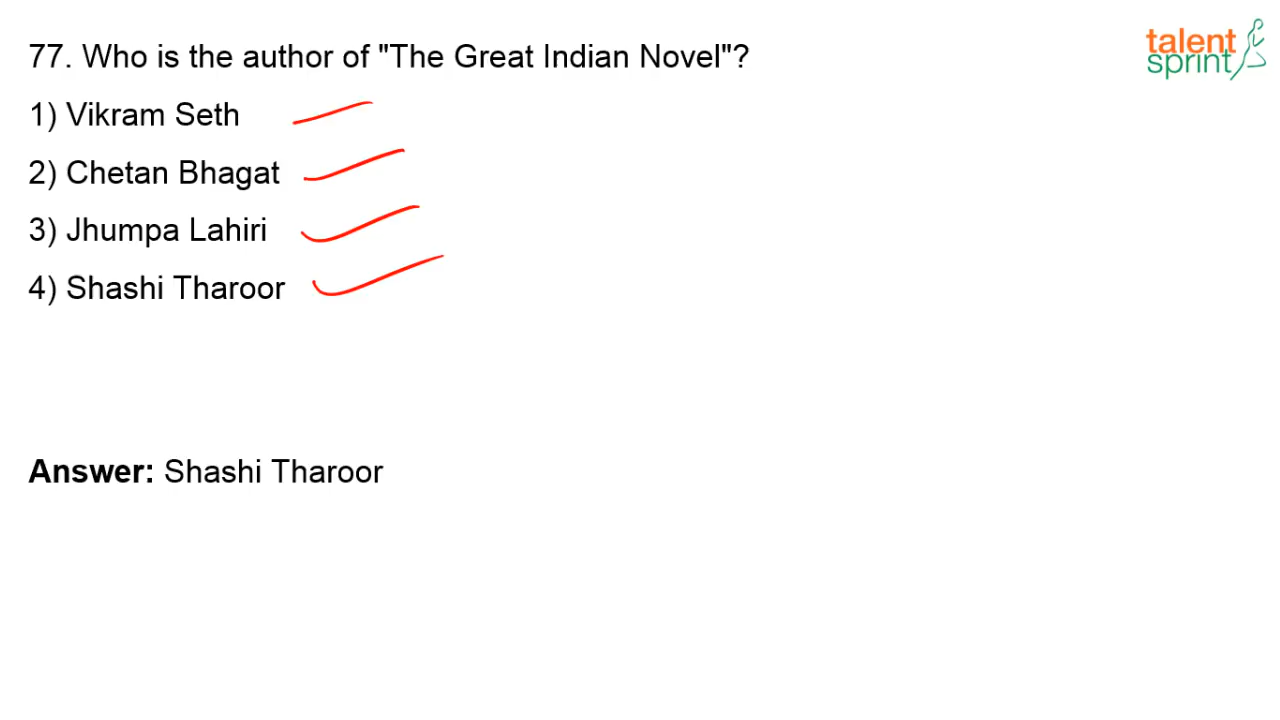 77. Who is the author of "The Great Indian Novel"?
talent
sprint
1) Vikram Seth
2) Chetan Bhagat
3) Jhumpa Lahiri
4) Shashi Tharoor
Answer: Shashi Tharoor